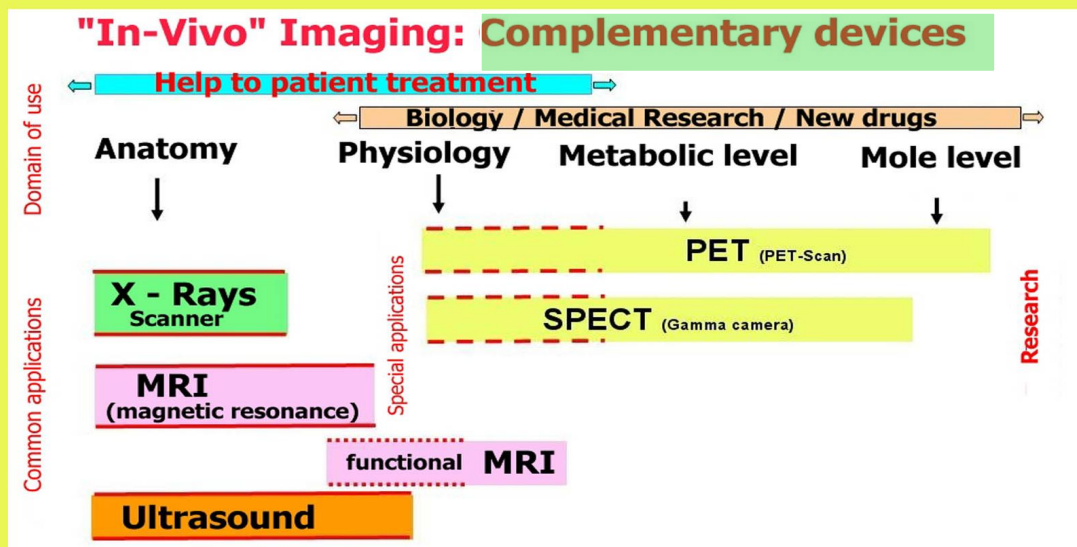 "In-Vivo" Imaging: Complementary devices
Help to patient treatment
Biology / Medical Research / New drugs
Domain of use
Anatomy
Physiology
Metabolic level
Mole level
PET (PET-Scan)
X - Rays
Scanner
SPECT (Gamma camera)
Special applications
Research
Common applications
MRI
(magnetic resonance)
functional MRI
Ultrasound